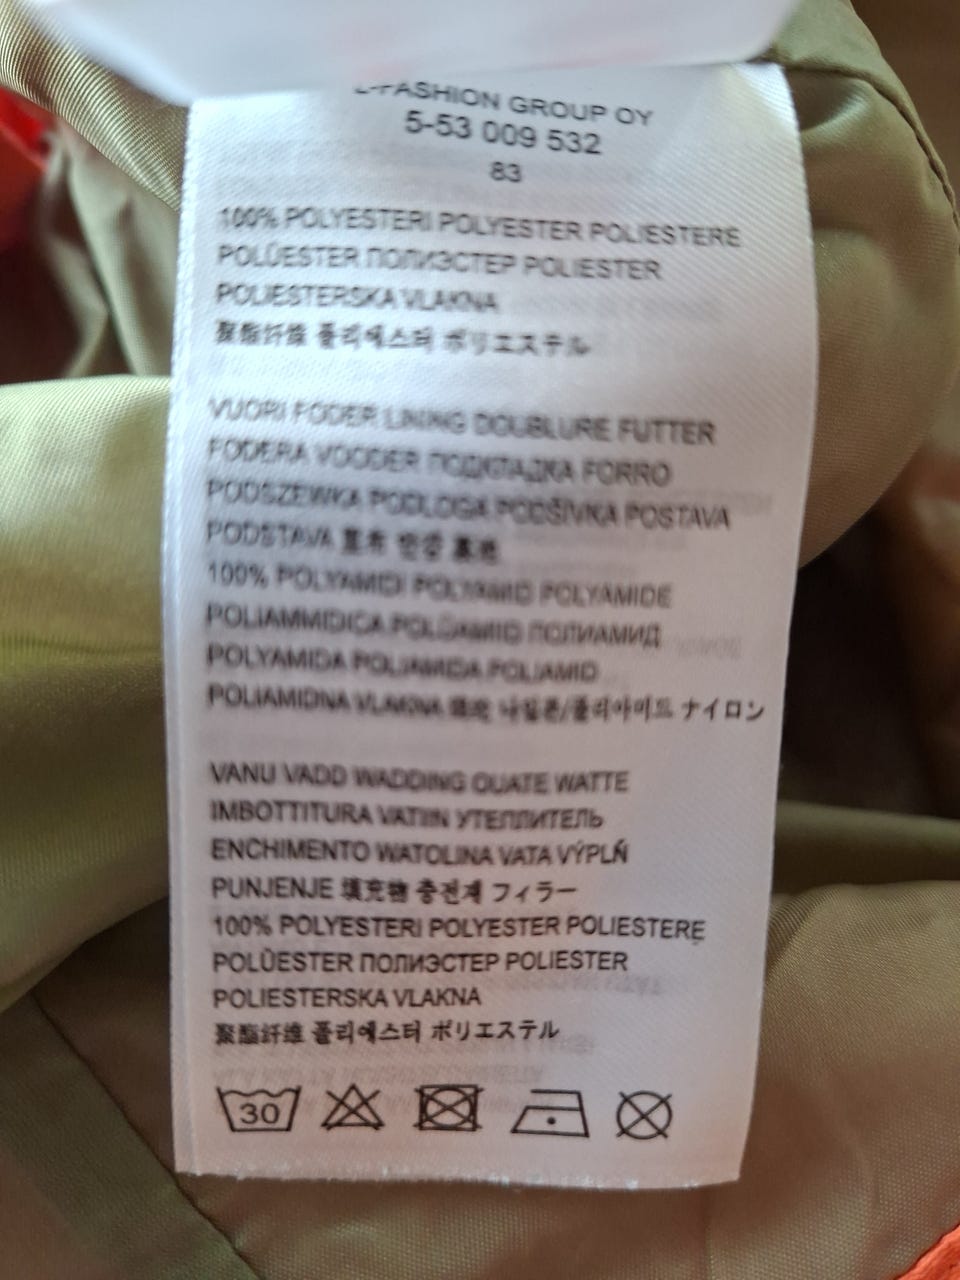 L-FASHION GROUP OY
5-53 009 532
83
100% POLYESTERI POLYESTER POLIESTERE
POLÜESTER ПОЛИЭСТЕР POLIESTER
POLIESTERSKA VLAKNA
聚酯纤维 폴리에스터 ポリエステル
VUORI FODER LINING DOUBLURE FUTTER
FODERA VOODER ПОДКЛАДКА FORRO
PODSZEWKA PODLOGA PODŠÍVKA POSTAVA
PODSTAVA 里布 안감 裏地
100% POLYAMIDI POLYAMID POLYAMIDE
POLIAMMIDICA POLÜAMIID ПОЛИАМИД
POLYAMIDA POLIAMIDA POLIAMID
POLIAMIDNA VLAKNA 锦纶 나일론/폴리아미드 ナイロン
VANU VADD WADDING OUATE WATTE
IMBOTTITURA VATIIN УТЕПЛИТЕЛЬ
ENCHIMENTO WATOLINA VATA VÝPLŇ
PUNJENJE 填充物 충전재 フィラー
100% POLYESTERI POLYESTER POLIESTERE
POLÜESTER ПОЛИЭСТЕР POLIESTER
POLIESTERSKA VLAKNA
聚酯纤维 폴리에스터 ポリエステル
30